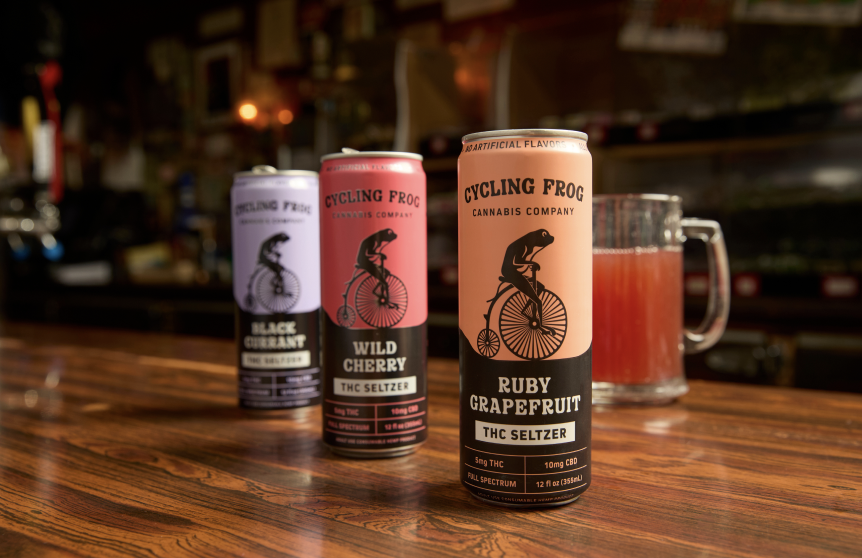 CYCLING FROG
BLACK
CURRANT
THC SELTZER
CYCLING FROG
CANNABIS COMPANY
WILD
CHERRY
THC SELTZER
5mg THC
10mg CBD
FULL SPECTRUM
12 fl oz (355mL)
NO ARTIFICIAL FLAVORS
CYCLING FROG
CANNABIS COMPANY
RUBY
GRAPEFRUIT
THC SELTZER
5mg THC
10mg CBD
FULL SPECTRUM
12 fl oz (355mL)